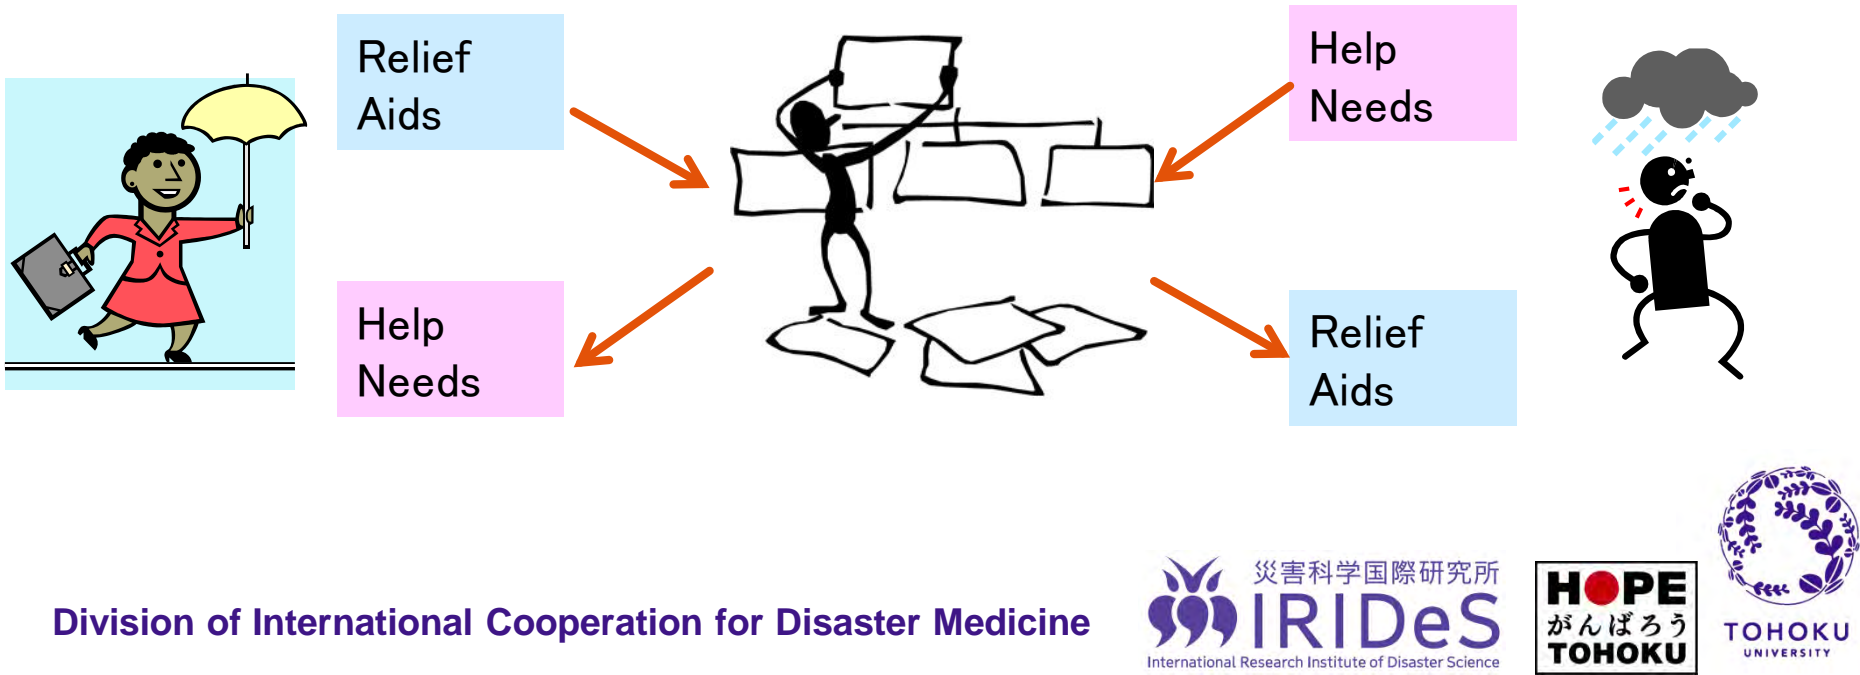 Relief
Aids
Help
Needs
Help
Needs
Relief
Aids
Division of International Cooperation for Disaster Medicine
災害科学国際研究所
IRIDeS
International Research Institute of Disaster Science
HOPE
がんばろう
TOHOKU
TOHOKU
UNIVERSITY